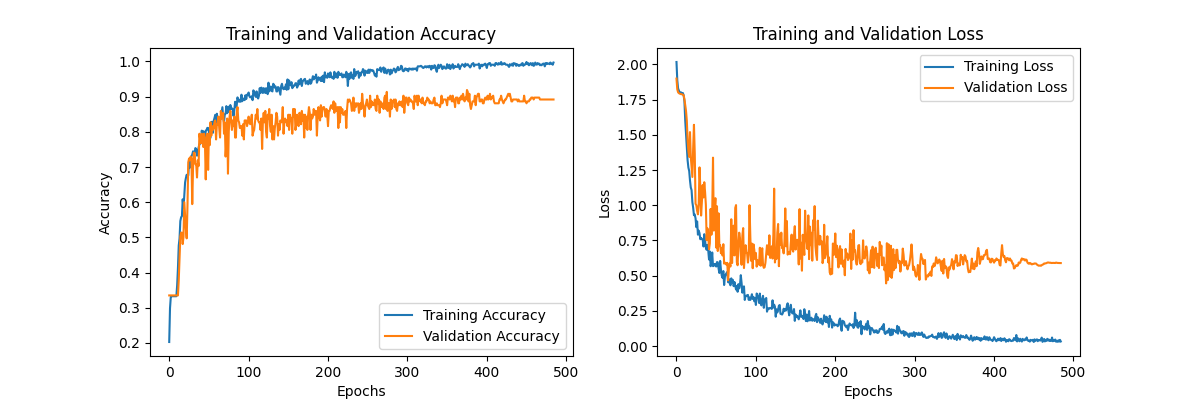 Training and Validation Accuracy
Accuracy
1.0
0.9
0.8
0.7
0.6
0.5
0.4
0.3
0.2
Training Accuracy
Validation Accuracy
0 100 200 300 400 500
Epochs
Training and Validation Loss
Loss
2.00
1.75
1.50
1.25
1.00
0.75
0.50
0.25
0.00
Training Loss
Validation Loss
0 100 200 300 400 500
Epochs